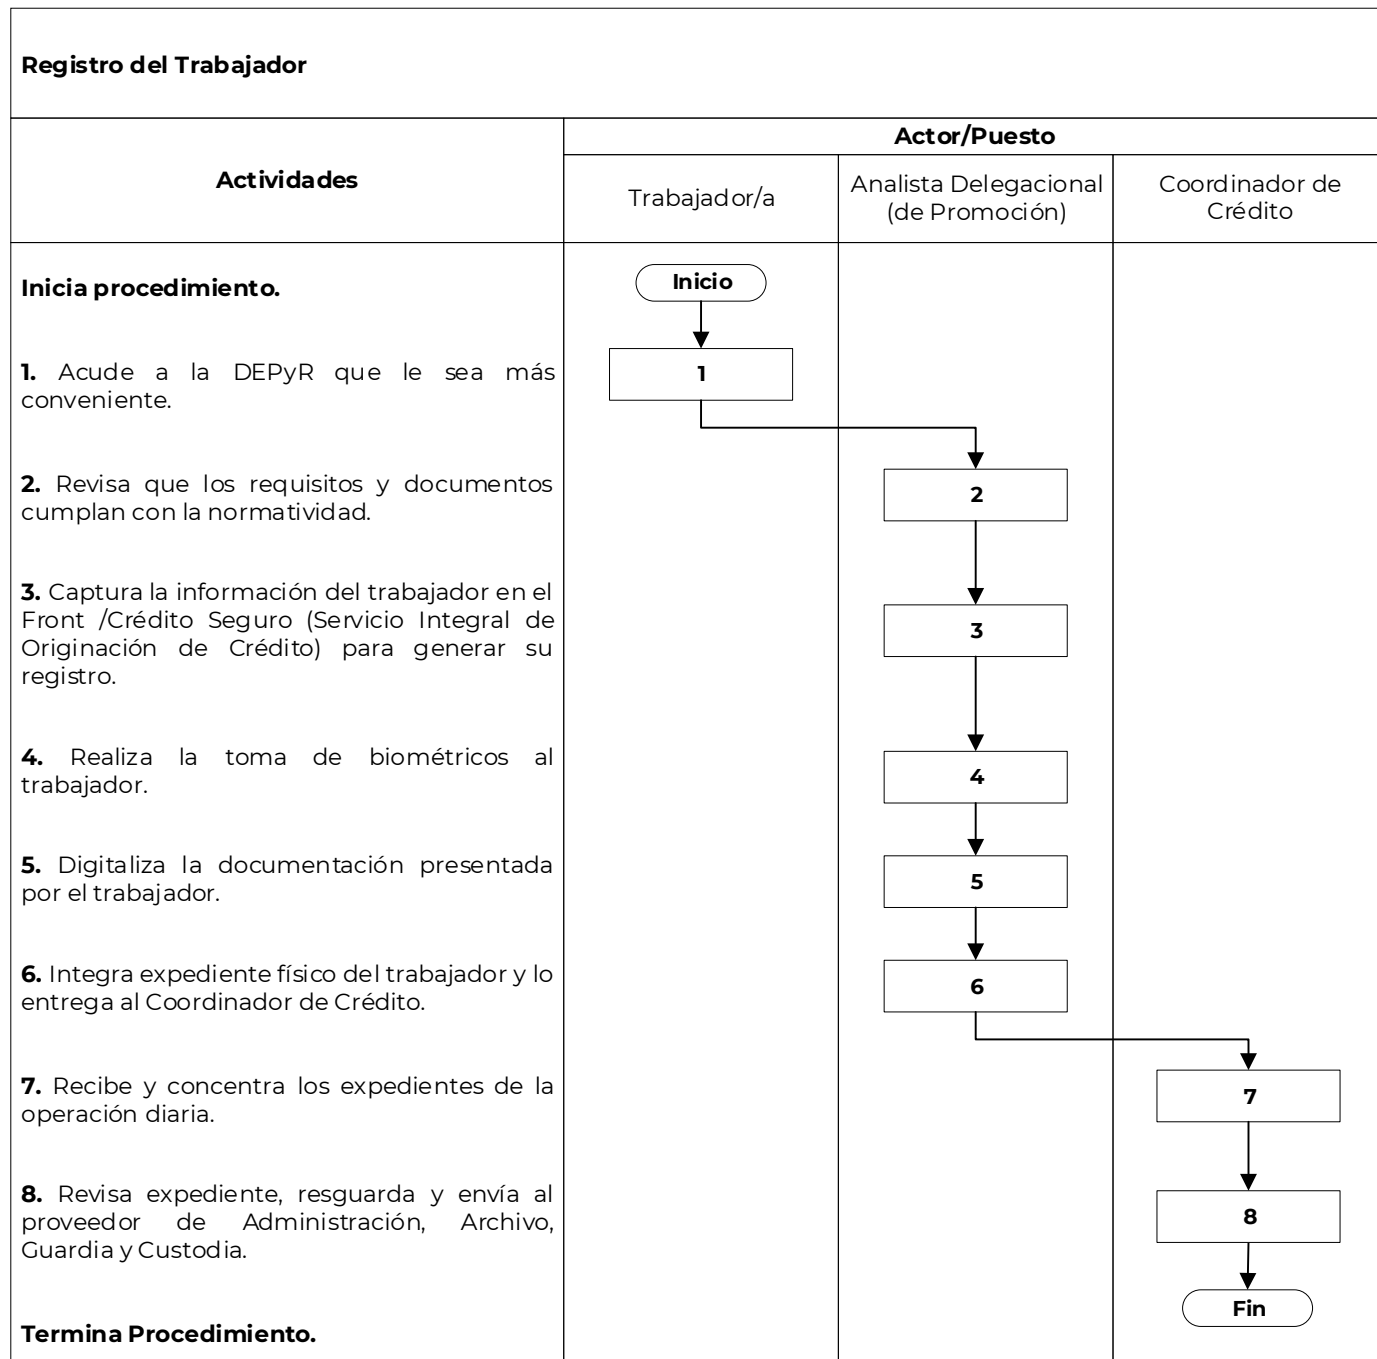 Registro del Trabajador
Actividades
Actor/Puesto
Trabajador/a
Analista Delegacional
(de Promoción)
Coordinador de
Crédito
Inicia procedimiento.
Inicio
1. Acude a la DEPyR que le sea más
conveniente.
1
2. Revisa que los requisitos y documentos
cumplan con la normatividad.
2
3. Captura la información del trabajador en el
Front /Crédito Seguro (Servicio Integral de
Originación de Crédito) para generar su
registro.
3
4. Realiza la toma de biométricos al
trabajador.
4
5. Digitaliza la documentación presentada
por el trabajador.
5
6. Integra expediente físico del trabajador y lo
entrega al Coordinador de Crédito.
6
7. Recibe y concentra los expedientes de la
operación diaria.
7
8. Revisa expediente, resguarda y envía al
proveedor de Administración, Archivo,
Guardia y Custodia.
8
Fin
Termina Procedimiento.